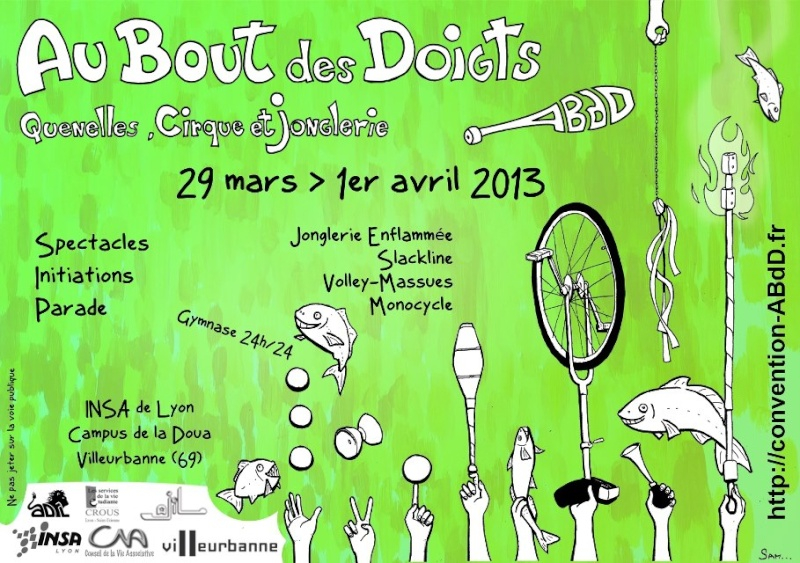 Au Bout des Doigts
Quenelles, Cirque et jonglerie
ABdD
29 mars > 1er avril 2013
Spectacles
Initiations
Parade
Jonglerie Enflammée
Slackline
Volley-Massues
Monocycle
Gymnase 24h/24
INSA de Lyon
Campus de la Doua
Villeurbanne (69)
Ne pas jeter sur la voie publique
http://convention-ABdD.fr
ADIL
CROUS
INSA
LYON
CVA
Conseil de la Vie Associative
villeurbanne
SAM...